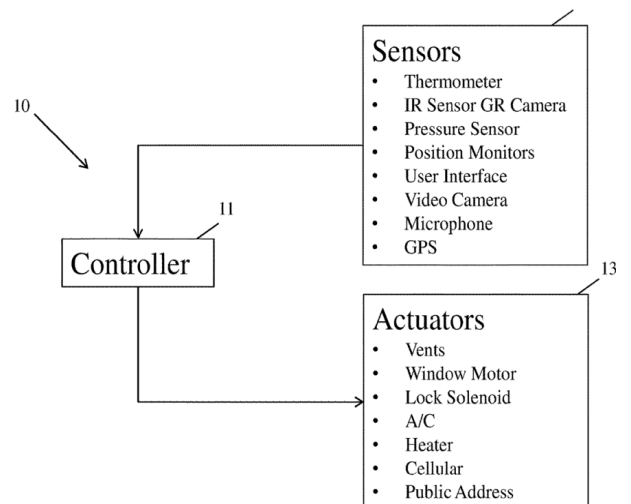 Sensors
• Thermometer
• IR Sensor GR Camera
• Pressure Sensor
• Position Monitors
• User Interface
• Video Camera
• Microphone
• GPS
10
11
Controller
13
Actuators
• Vents
• Window Motor
• Lock Solenoid
• A/C
• Heater
• Cellular
• Public Address